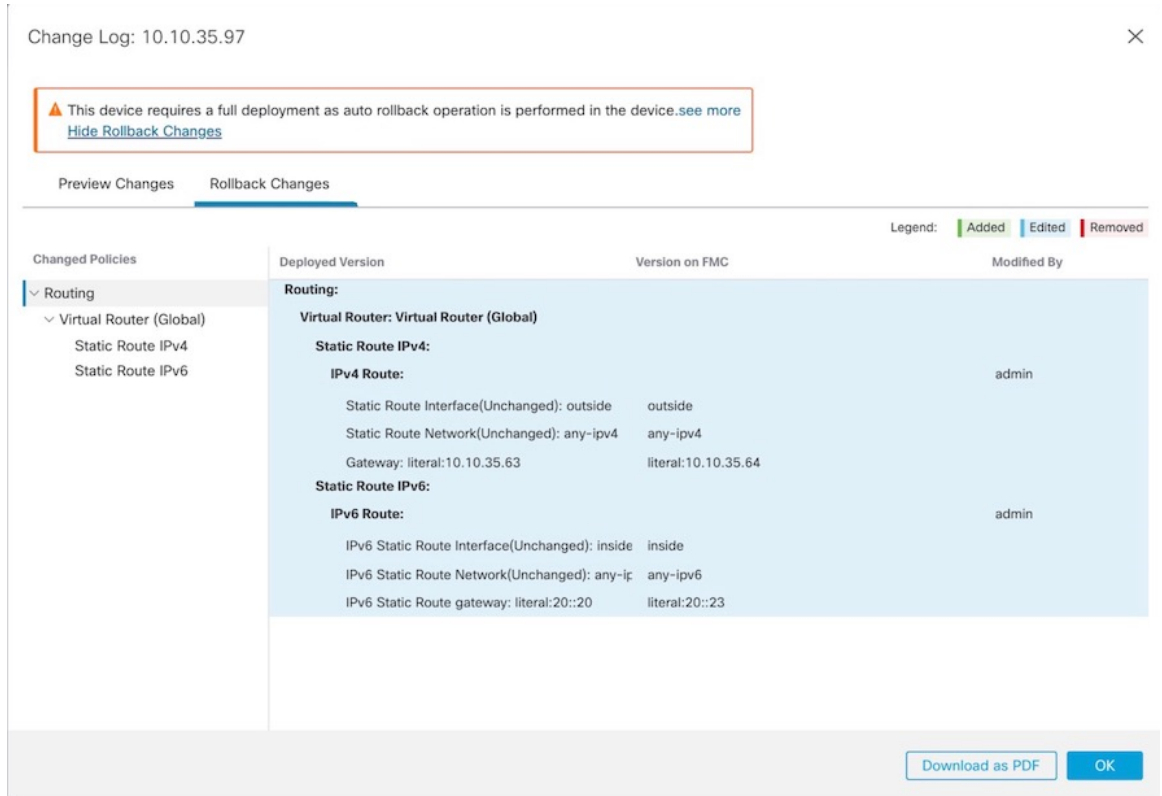 Change Log: 10.10.35.97
This device requires a full deployment as auto rollback operation is performed in the device.see more
Hide Rollback Changes
Preview Changes Rollback Changes
Legend: Added Edited Removed
Changed Policies Deployed Version Version on FMC Modified By
Routing Routing:
Virtual Router (Global) Virtual Router: Virtual Router (Global)
Static Route IPv4 Static Route IPv4:
Static Route IPv6 IPv4 Route: admin
Static Route Interface(Unchanged): outside outside
Static Route Network(Unchanged): any-ipv4 any-ipv4
Gateway: literal:10.10.35.63 literal:10.10.35.64
Static Route IPv6:
IPv6 Route: admin
IPv6 Static Route Interface(Unchanged): inside inside
IPv6 Static Route Network(Unchanged): any-ip any-ipv6
IPv6 Static Route gateway: literal:20::20 literal:20::23
Download as PDF OK